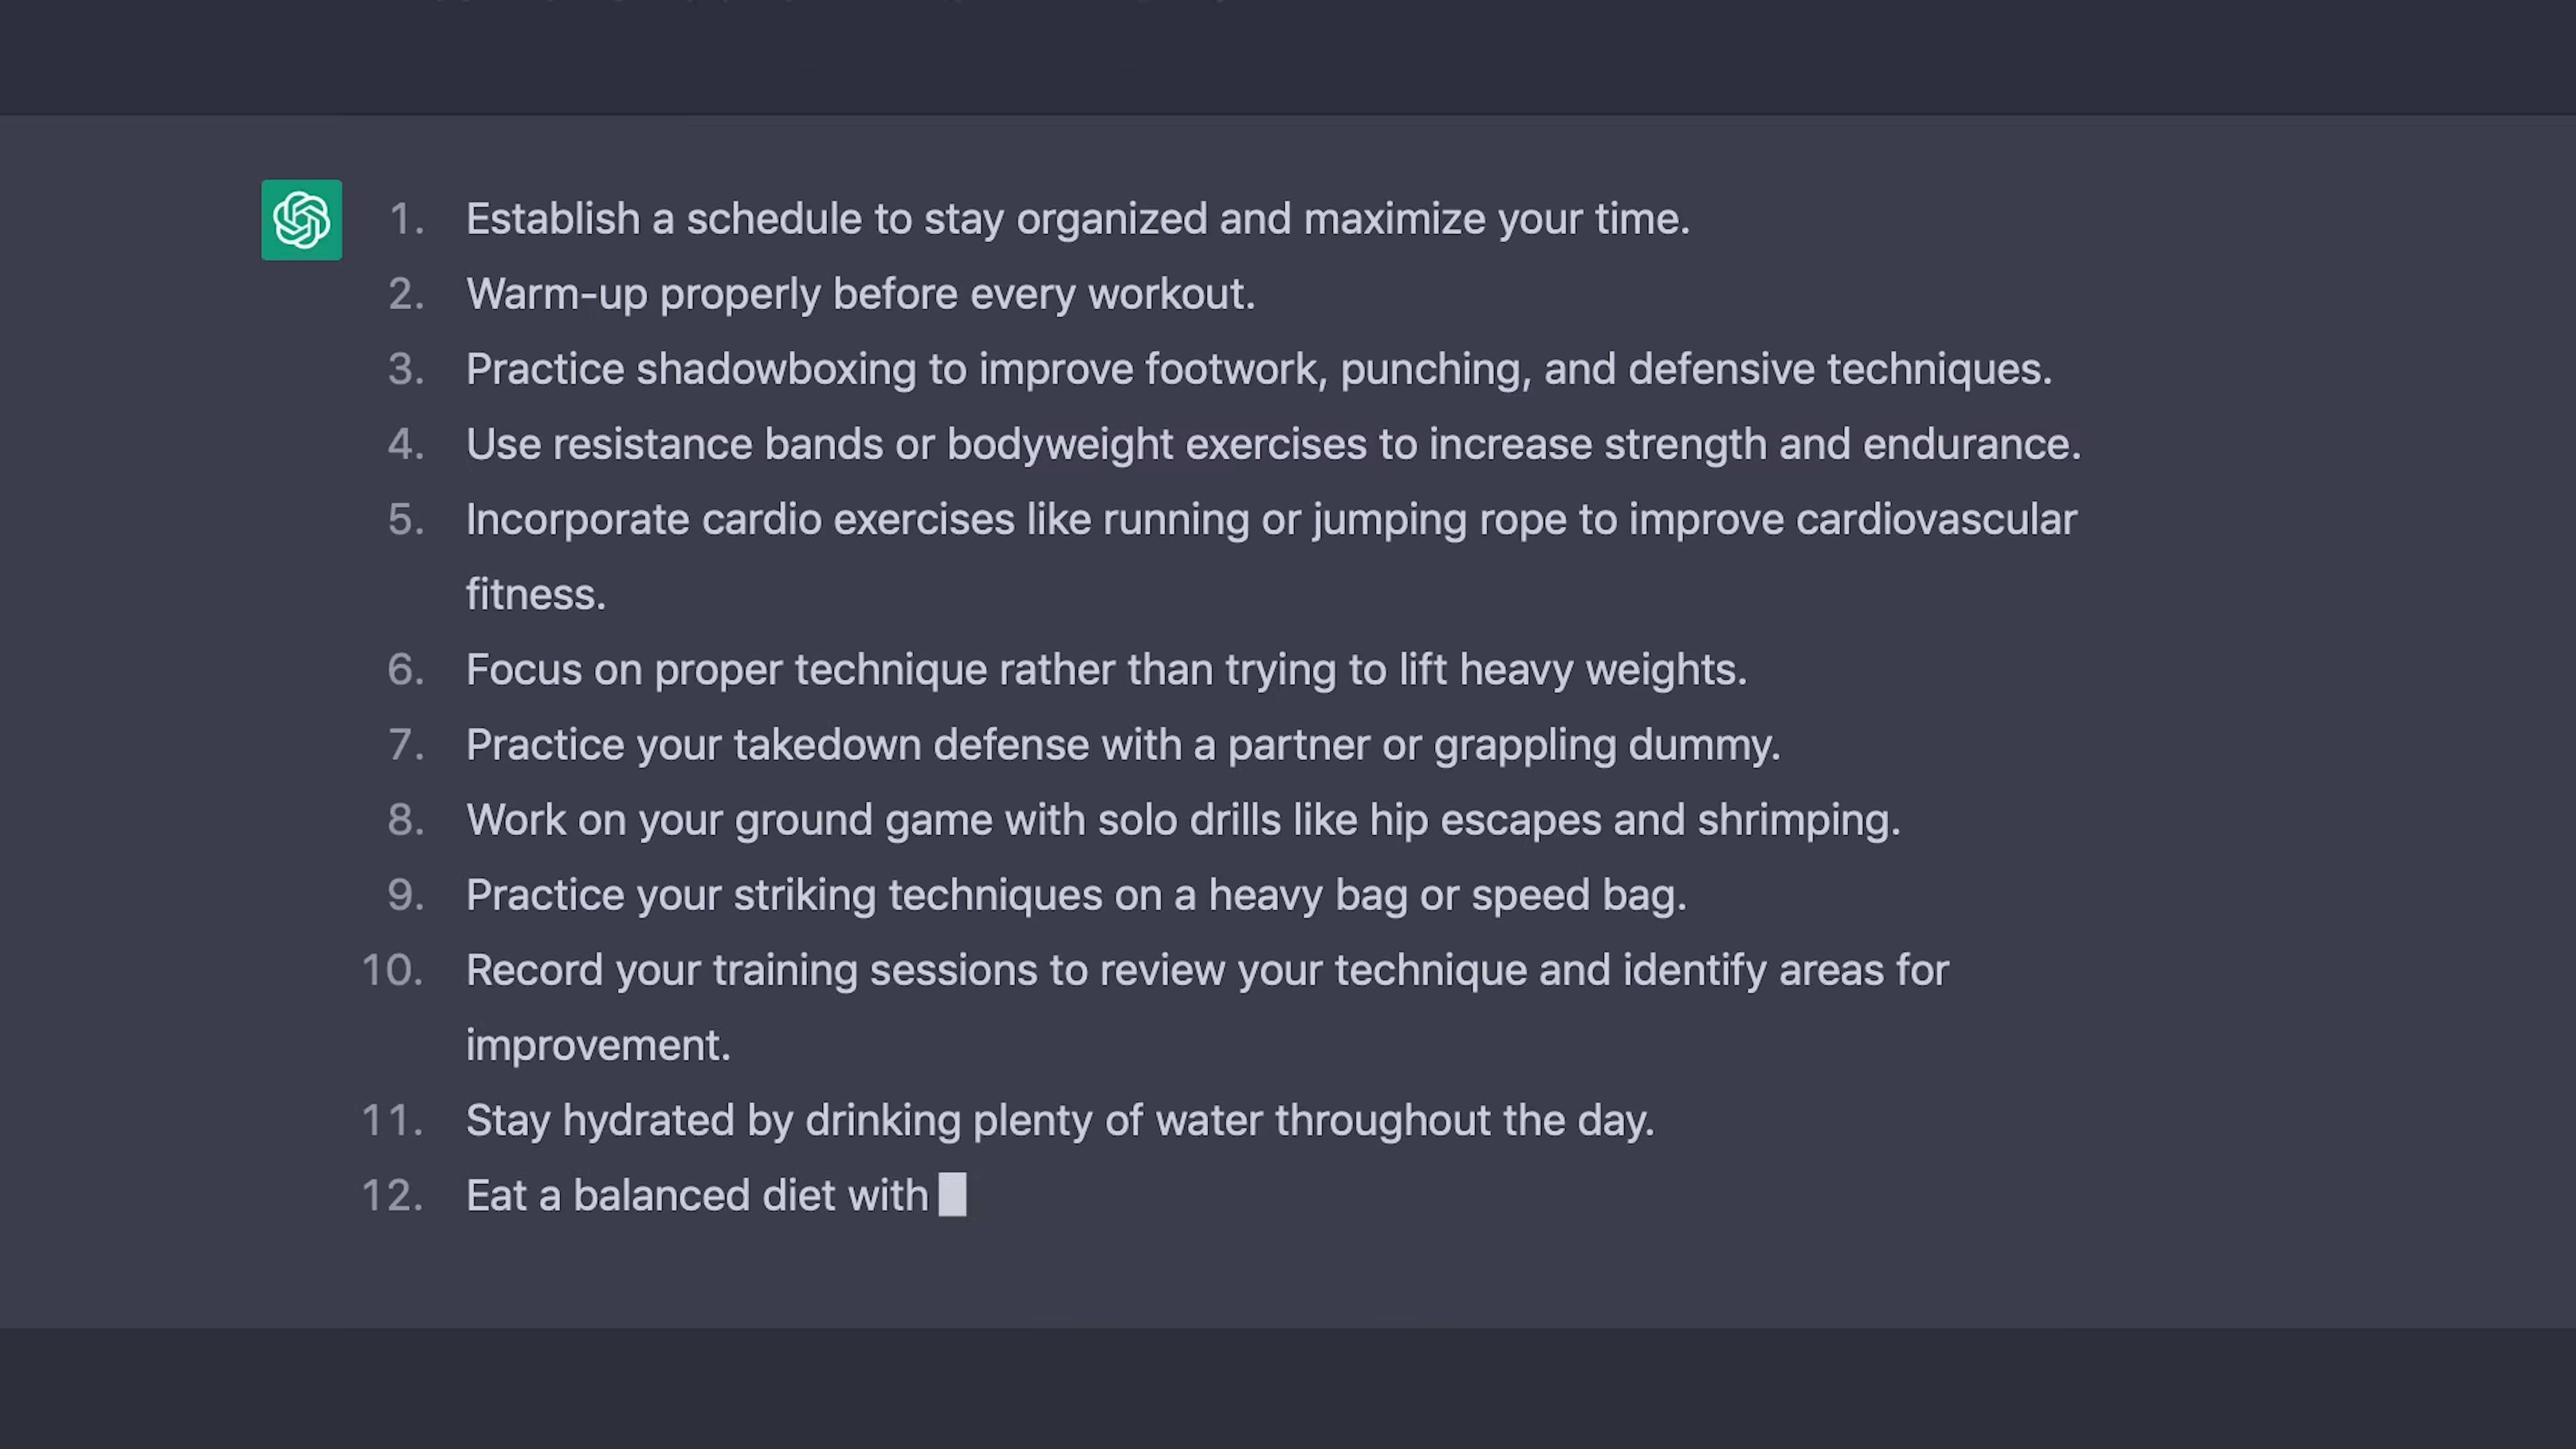 1. Establish a schedule to stay organized and maximize your time.
2. Warm-up properly before every workout.
3. Practice shadowboxing to improve footwork, punching, and defensive techniques.
4. Use resistance bands or bodyweight exercises to increase strength and endurance.
5. Incorporate cardio exercises like running or jumping rope to improve cardiovascular
fitness.
6. Focus on proper technique rather than trying to lift heavy weights.
7. Practice your takedown defense with a partner or grappling dummy.
8. Work on your ground game with solo drills like hip escapes and shrimping.
9. Practice your striking techniques on a heavy bag or speed bag.
10. Record your training sessions to review your technique and identify areas for
improvement.
11. Stay hydrated by drinking plenty of water throughout the day.
12. Eat a balanced diet with